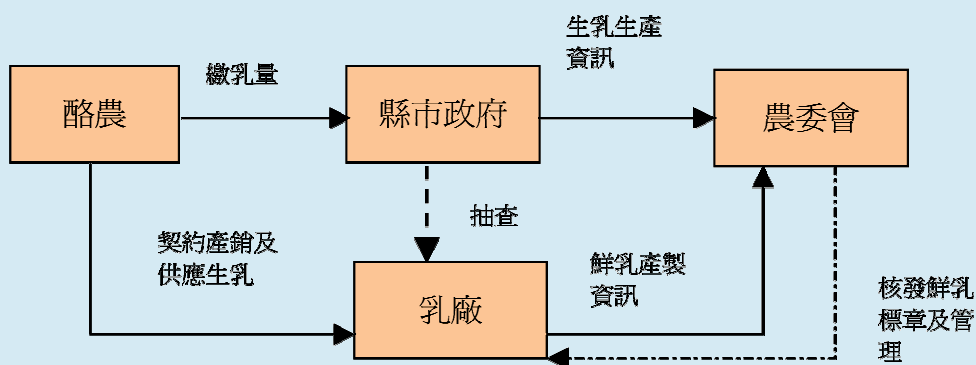 生乳生產
資訊
繳乳量
酪農
縣市政府
農委會
抽查
契約產銷及
供應生乳
鮮乳產製
資訊
乳廠
核發鮮乳
標章及管
理